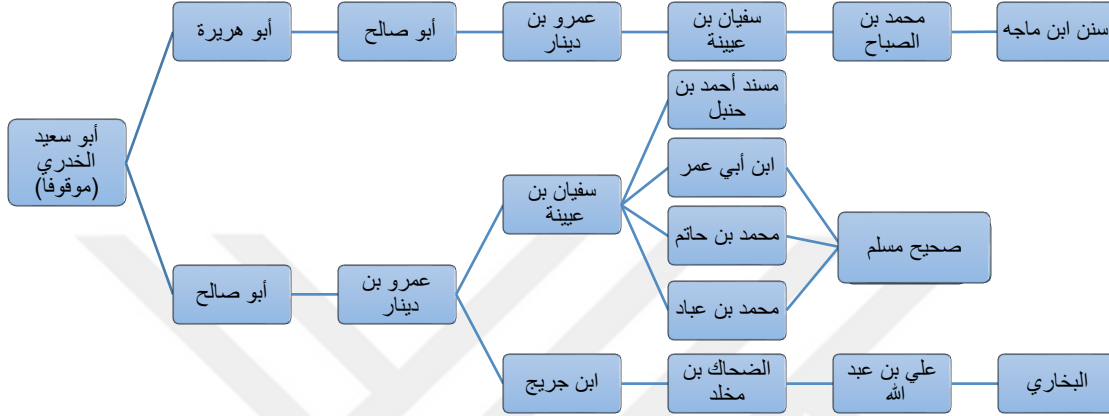 أبو سعيد
الخدري
(موقوفا)
أبو هريرة
أبو صالح
عمرو بن
دينار
سفيان بن
عيينة
محمد بن
الصباح
سنن ابن ماجه
أبو صالح
عمرو بن
دينار
سفيان بن
عيينة
مسند أحمد بن
حنبل
ابن أبي عمر
محمد بن حاتم
محمد بن عباد
صحيح مسلم
ابن جريج
الضحاك بن
مخلد
علي بن عبد
الله
البخاري